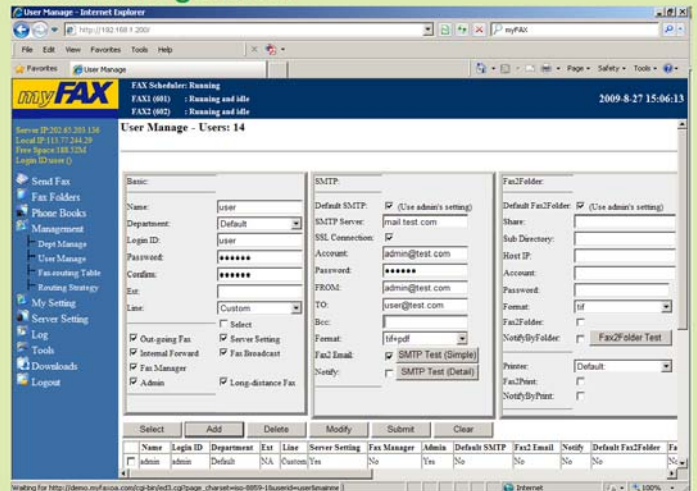 User Manage - Internet Explorer
http://192.168.1.200/
myFAX
File Edit View Favorites Tools Help
Favorites User Manage
Page Safety Tools
myFAX
FAX Scheduler: Running
FAX1 (601) : Running and idle
FAX2 (602) : Running and idle
2009-8-27 15:06:13
Server IP:202.65.203.136
Local IP:113.77.244.29
Free Space:188.52M
Login ID:user ()
Send Fax
Fax Folders
Phone Books
Management
Dept Manage
User Manage
Fax-routing Table
Routing Strategy
My Setting
Server Setting
Log
Tools
Downloads
Logout
User Manage - Users: 14
Basic:
Name: user
Department: Default
Login ID: user
Password: ●●●●●●
Confirm: ●●●●●●
Ext:
Line: Custom
Select
Out-going Fax Server Setting
Internal Forward Fax Broadcast
Fax Manager
Admin Long-distance Fax
SMTP:
Default SMTP: (Use admin's setting)
SMTP Server: mail.test.com
SSL Connection:
Account: admin@test.com
Password: ●●●●●●
FROM: admin@test.com
TO: user@test.com
Bcc:
Format: tif+pdf
Fax2 Email: SMTP Test (Simple)
Notify: SMTP Test (Detail)
Fax2Folder:
Default Fax2Folder: (Use admin's setting)
Share:
Sub Directory:
Host IP:
Account:
Password:
Format: tif
Fax2Folder:
NotifyByFolder: Fax2Folder Test
Printer: Default
Fax2Print:
NotifyByPrint:
Select Add Delete Modify Submit Clear
Name Login ID Department Ext Line Server Setting Fax Manager Admin Default SMTP Fax2 Email Notify Default Fax2Folder Fa
admin admin Default NA Custom Yes No Yes No No No No No
Internet 100%